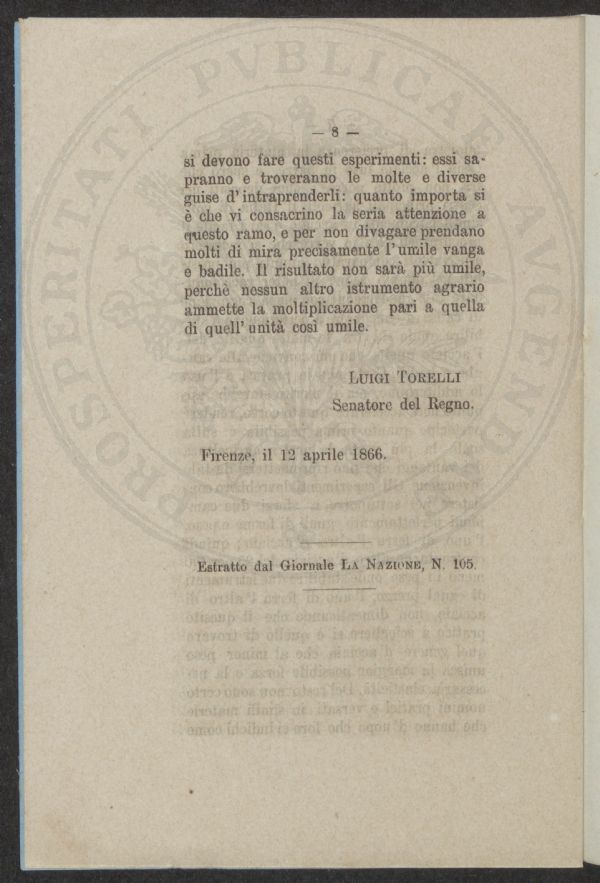 PROSPERITATI PUBLICAE AUGENDAE
— 8 —
si devono fare questi esperimenti: essi sa-
pranno e troveranno le molte e diverse
guise d'intraprenderli: quanto importa si
è che vi consacrino la seria attenzione a
questo ramo, e per non divagare prendano
molti di mira precisamente l'umile vanga
e badile. Il risultato non sarà più umile,
perchè nessun altro istrumento agrario
ammette la moltiplicazione pari a quella
di quell'unità così umile.
LUIGI TORELLI
Senatore del Regno.
Firenze, il 12 aprile 1866.
Estratto dal Giornale LA NAZIONE, N. 105.